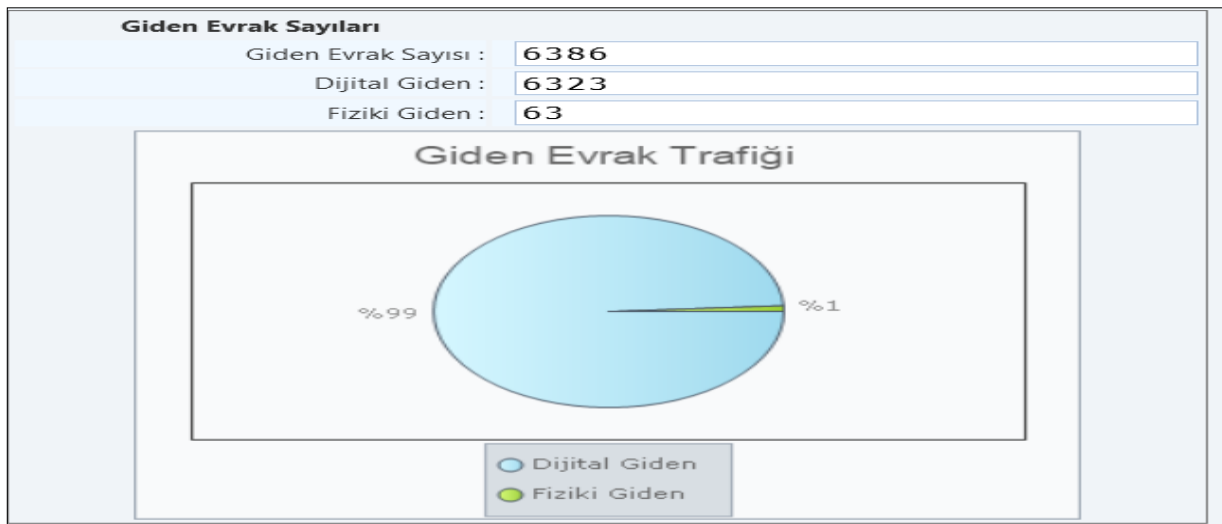 Giden Evrak Sayıları
Giden Evrak Sayısı : 6386
Dijital Giden : 6323
Fiziki Giden : 63
Giden Evrak Trafiği
%99
%1
Dijital Giden
Fiziki Giden